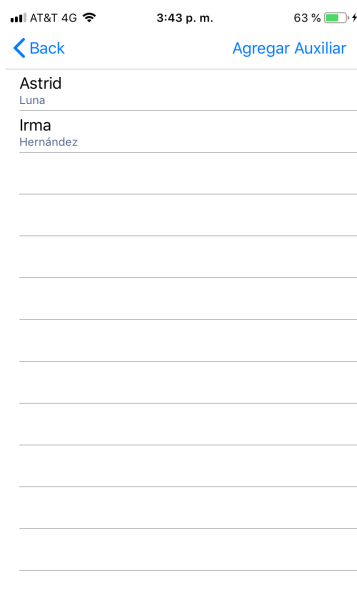 AT&T 4G 3:43 p. m. 63 %
Back Agregar Auxiliar
Astrid
Luna
Irma
Hernández